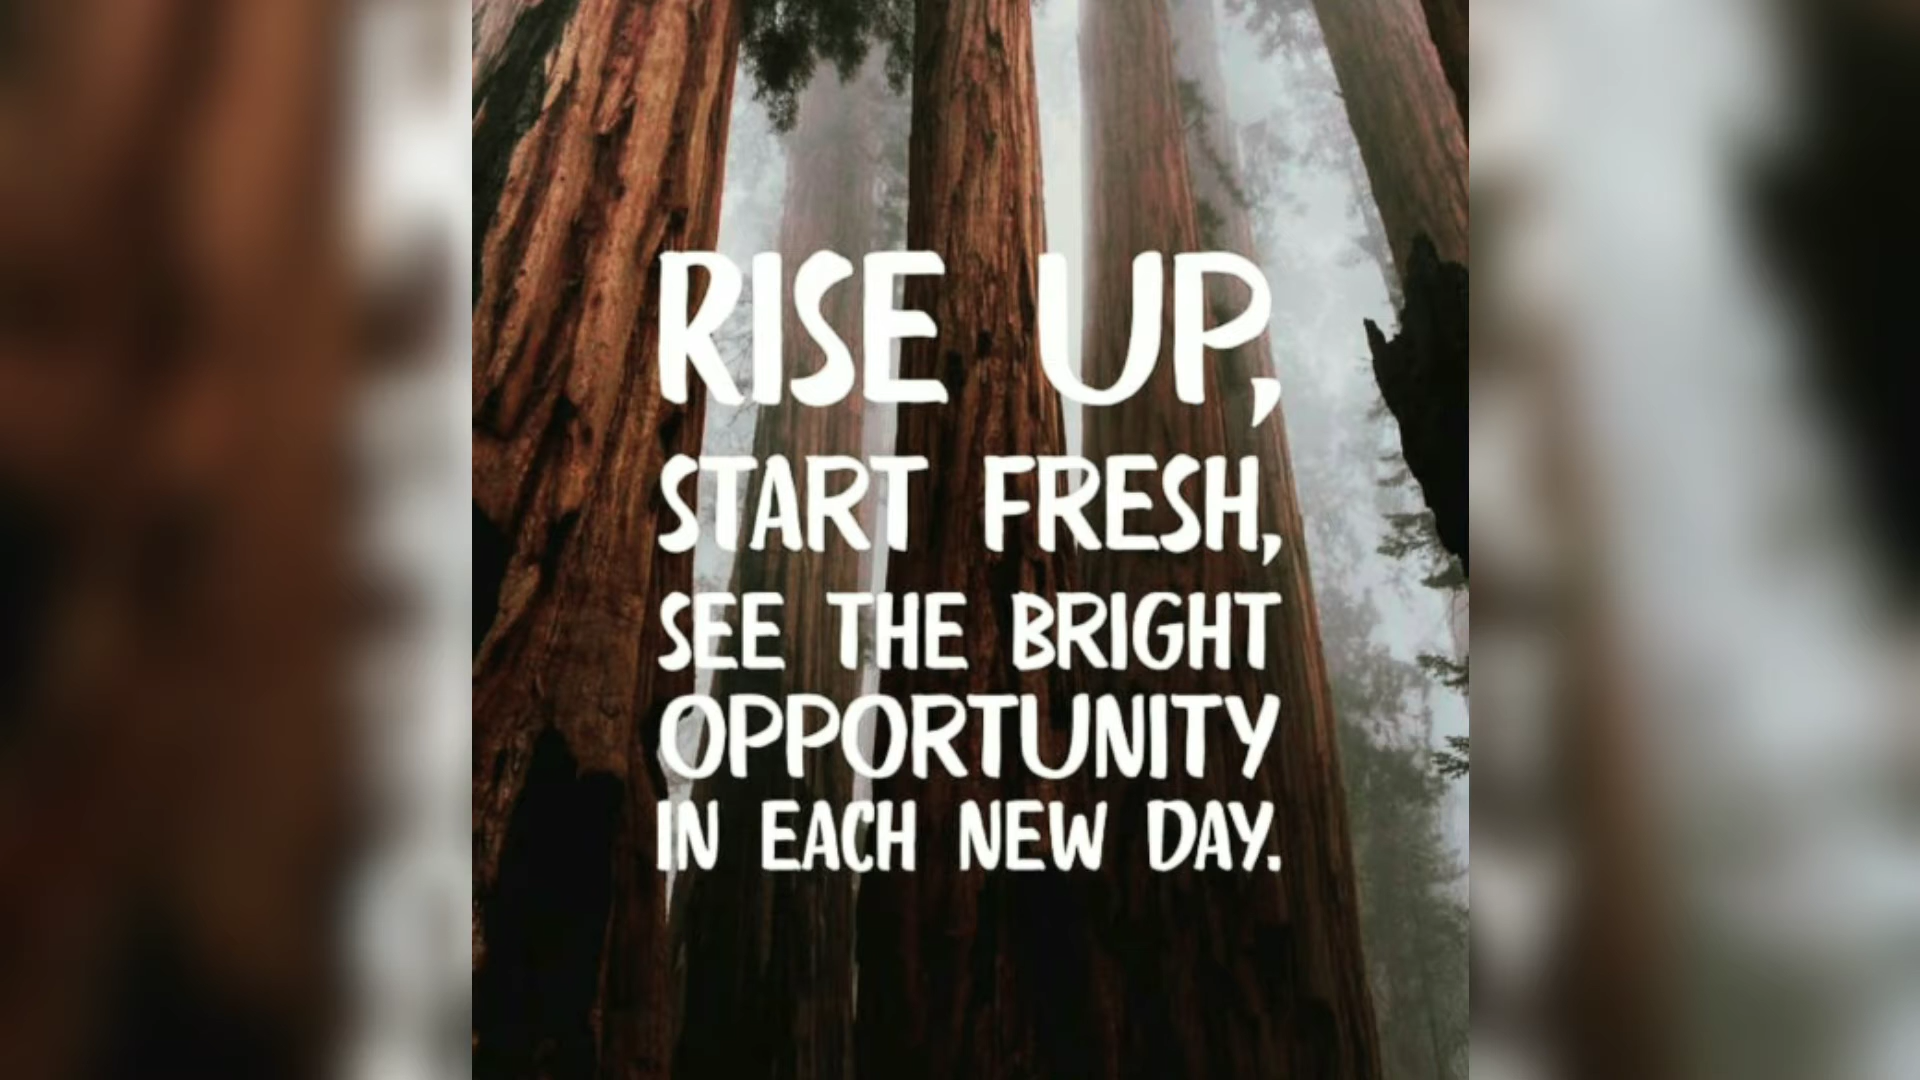 RISE UP,
START FRESH,
SEE THE BRIGHT
OPPORTUNITY
IN EACH NEW DAY.